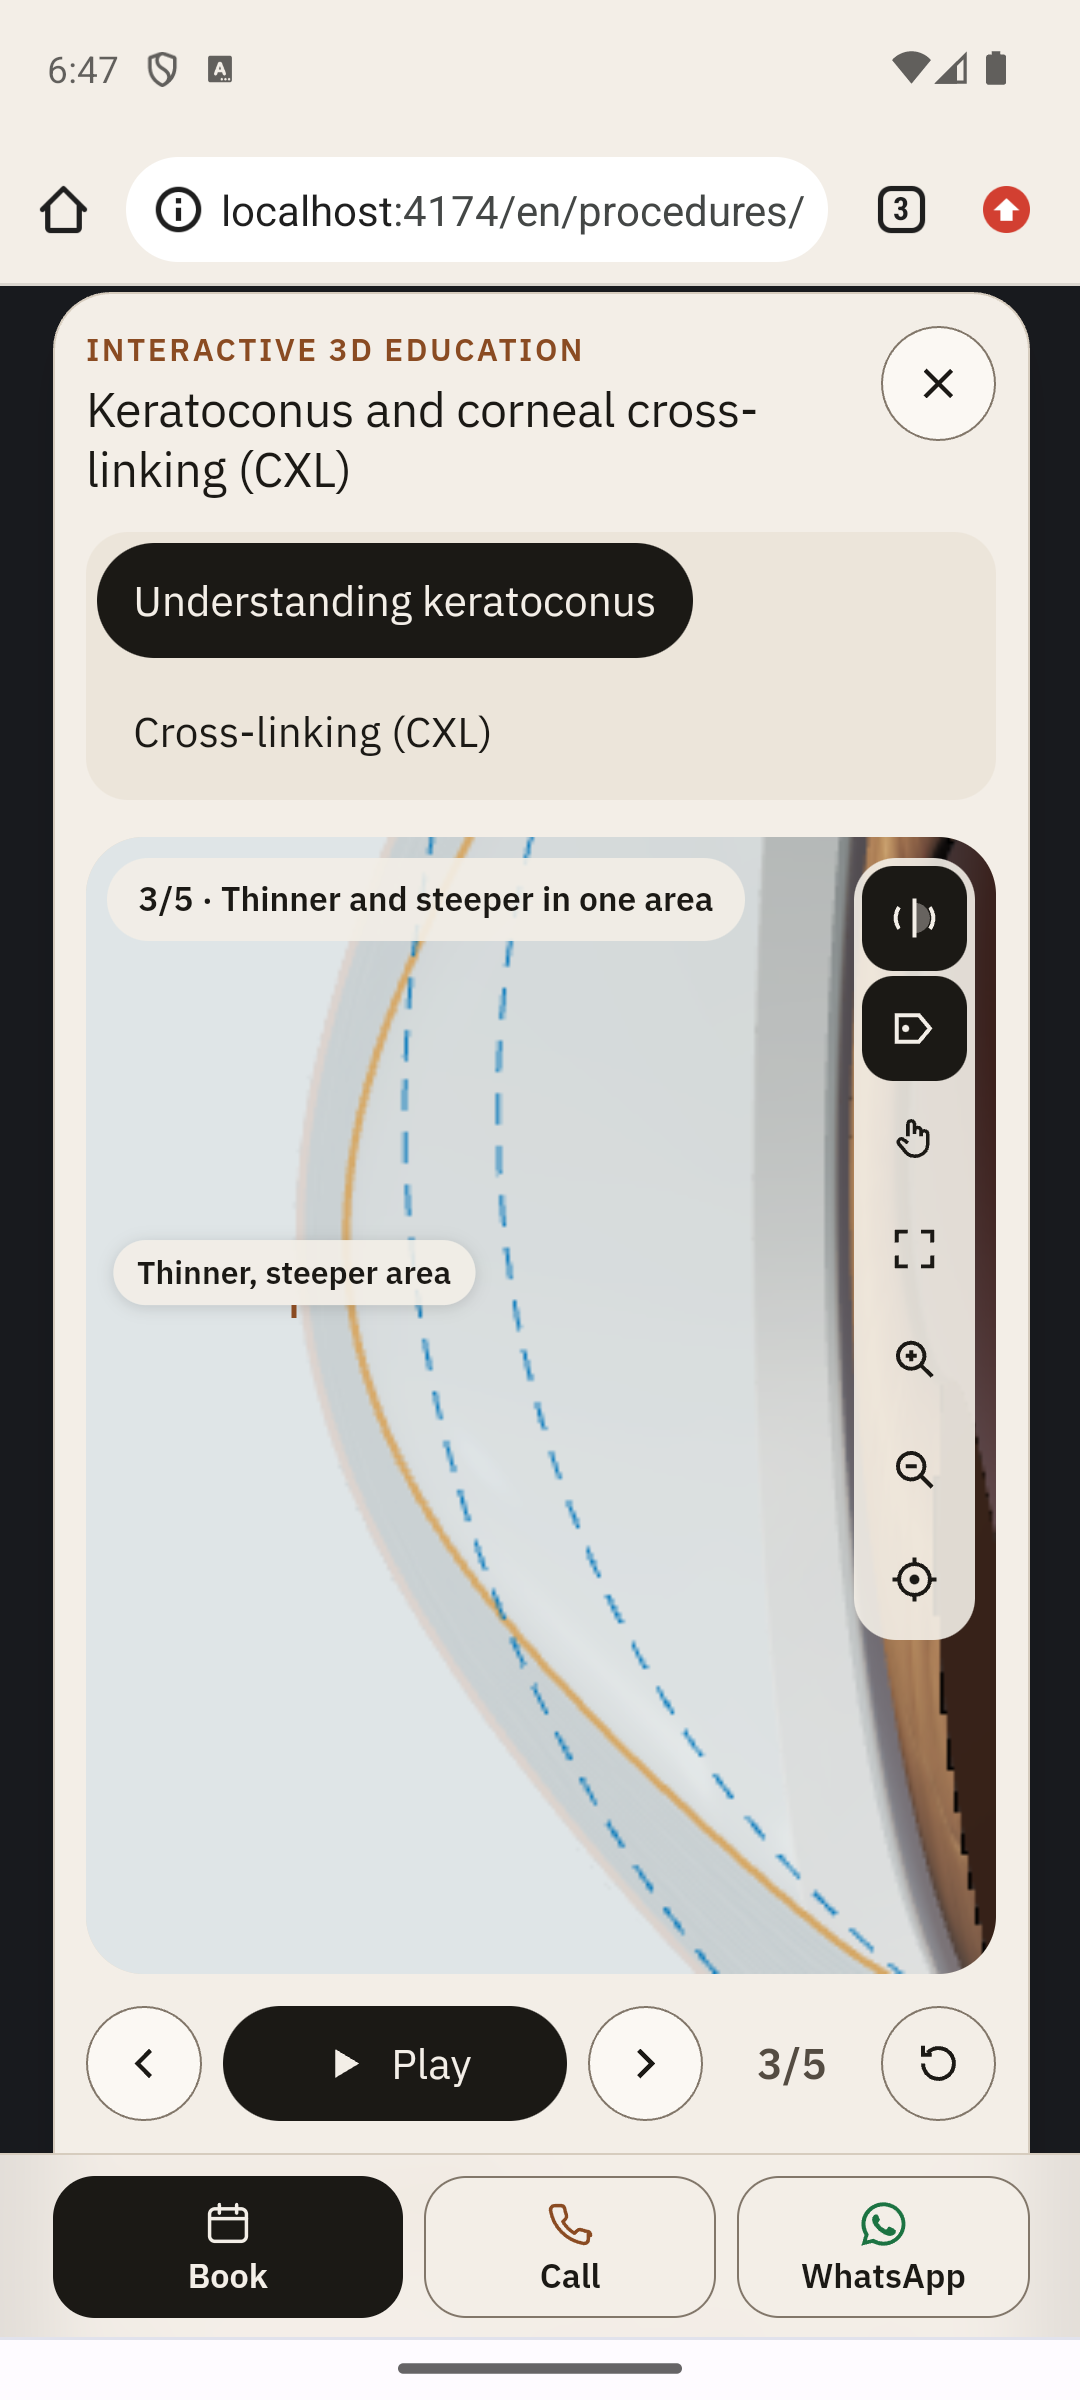 6:47
localhost:4174/en/procedures/
3
INTERACTIVE 3D EDUCATION
Keratoconus and corneal cross-
linking (CXL)
Understanding keratoconus
Cross-linking (CXL)
3/5 · Thinner and steeper in one area
Thinner, steeper area
Play
3/5
Book
Call
WhatsApp